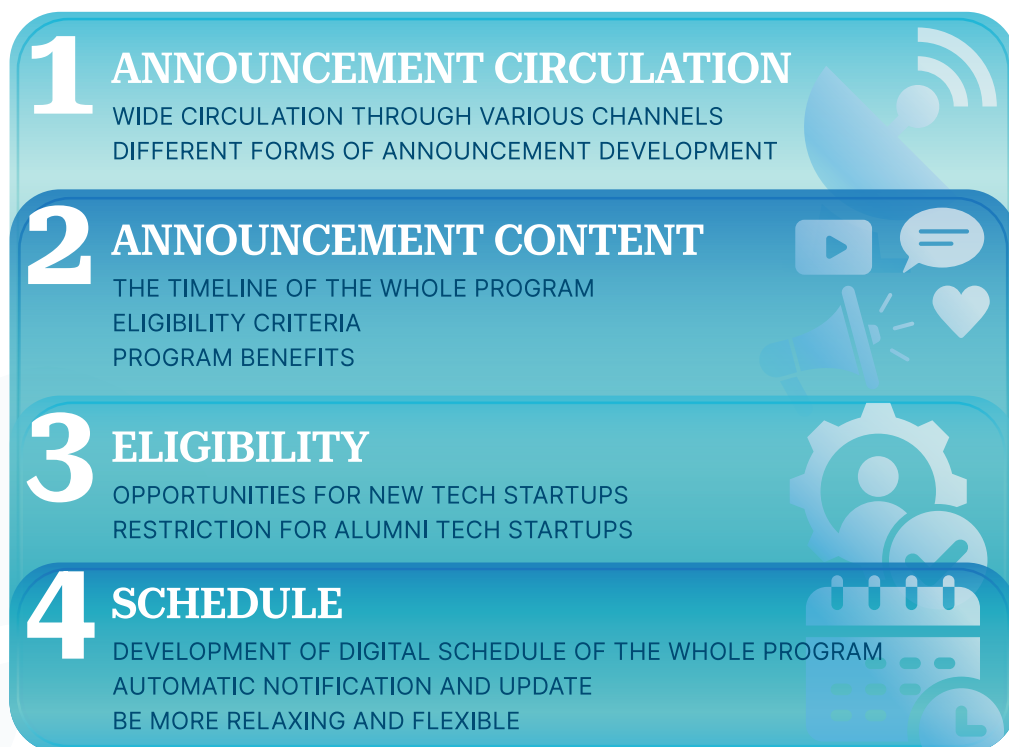 1
ANNOUNCEMENT CIRCULATION
WIDE CIRCULATION THROUGH VARIOUS CHANNELS
DIFFERENT FORMS OF ANNOUNCEMENT DEVELOPMENT
2
ANNOUNCEMENT CONTENT
THE TIMELINE OF THE WHOLE PROGRAM
ELIGIBILITY CRITERIA
PROGRAM BENEFITS
3
ELIGIBILITY
OPPORTUNITIES FOR NEW TECH STARTUPS
RESTRICTION FOR ALUMNI TECH STARTUPS
4
SCHEDULE
DEVELOPMENT OF DIGITAL SCHEDULE OF THE WHOLE PROGRAM
AUTOMATIC NOTIFICATION AND UPDATE
BE MORE RELAXING AND FLEXIBLE